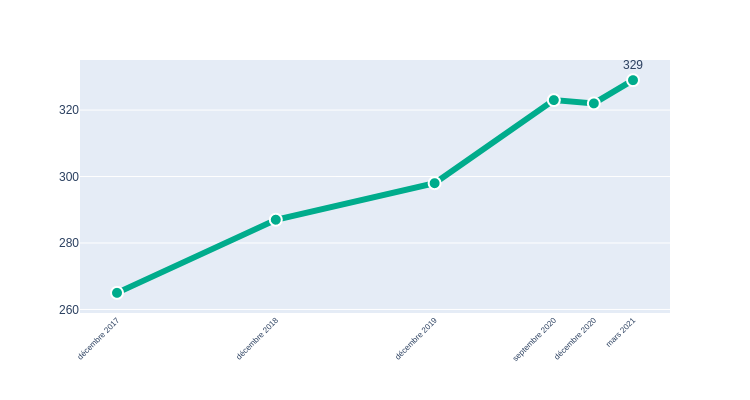 329
320
300
280
260
décembre 2017
décembre 2018
décembre 2019
septembre 2020
décembre 2020
mars 2021